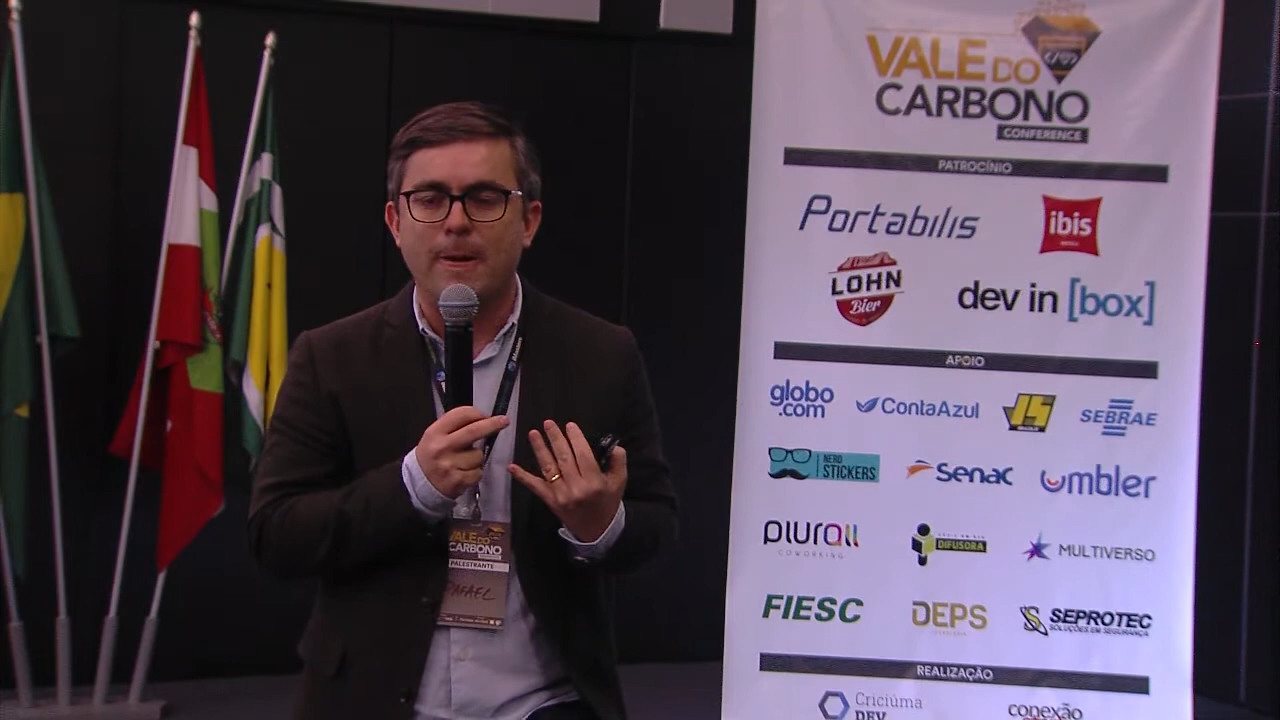 VALE DO
CARBONO
CONFERENCE
PATROCÍNIO
Portabilis
ibis
LOHN
Bier
dev in [box]
APOIO
globo
.com
ContaAzul
15
SEBRAE
NERD
STICKERS
Senac
umbler
plurall
COWORKING
DIFUSORA
MULTIVERSO
FIESC
DEPS
SEPROTEC
SOLUÇÕES EM SEGURANÇA
REALIZAÇÃO
Criciúma
DEV
conexão
VALE DO
CARBONO
PALESTRANTE
RAFAEL